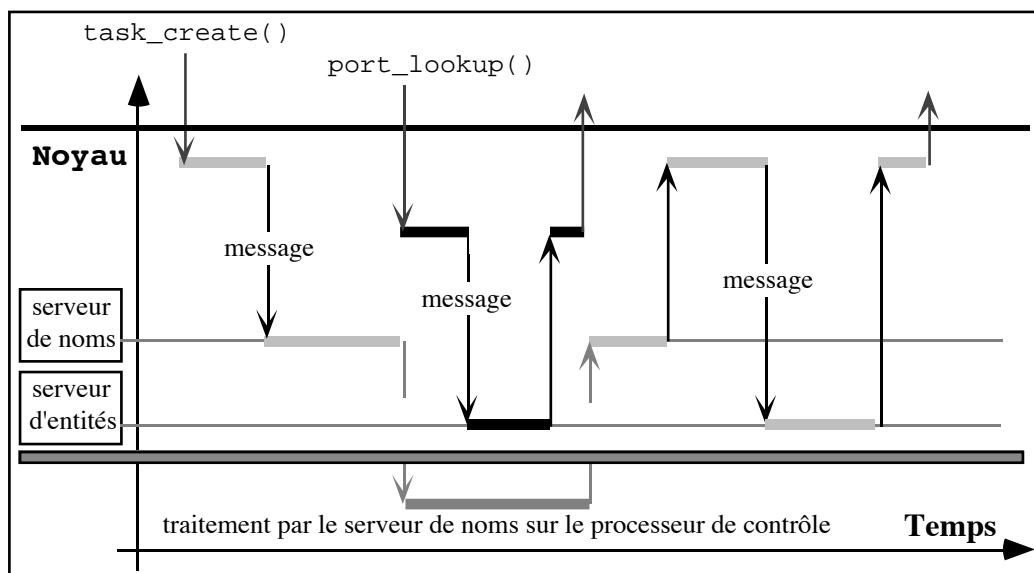 task_create()
port_lookup()
Noyau
message
message
message
serveur
de noms
serveur
d'entités
traitement par le serveur de noms sur le processeur de contrôle
Temps